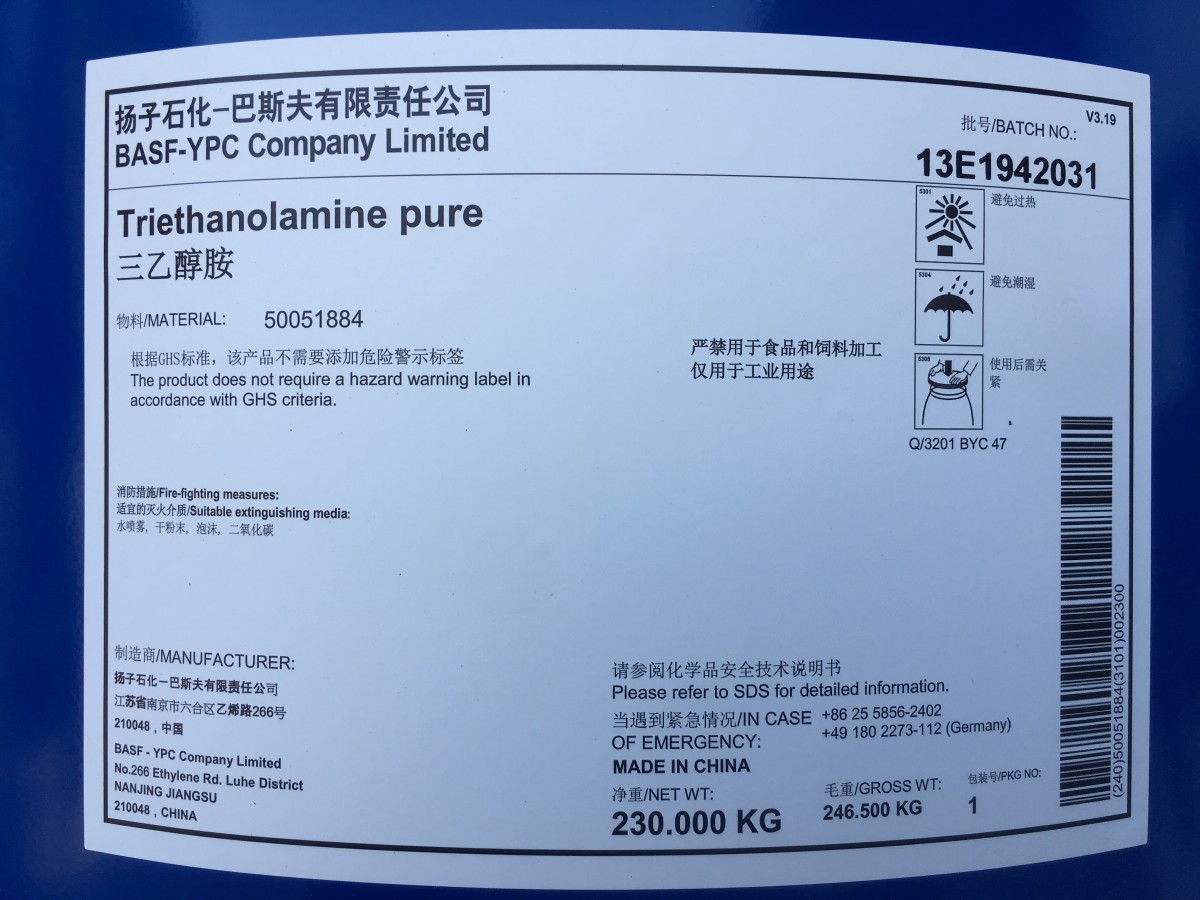 扬子石化–巴斯夫有限责任公司
BASF-YPC Company Limited
V3.19
批号/BATCH NO.:
13E1942031
Triethanolamine pure
三乙醇胺
物料/MATERIAL: 50051884
根据GHS标准，该产品不需要添加危险警示标签
The product does not require a hazard warning label in
accordance with GHS criteria.
严禁用于食品和饲料加工
仅用于工业用途
5301
避免过热
5304
避免潮湿
5308
使用后需关
紧
Q/3201 BYC 47
消防措施/Fire-fighting measures:
适宜的灭火介质/Suitable extinguishing media:
水喷雾, 干粉末, 泡沫, 二氧化碳
制造商/MANUFACTURER:
扬子石化－巴斯夫有限责任公司
江苏省南京市六合区乙烯路266号
210048，中国
BASF - YPC Company Limited
No.266 Ethylene Rd. Luhe District
NANJING JIANGSU
210048 , CHINA
请参阅化学品安全技术说明书
Please refer to SDS for detailed information.
当遇到紧急情况/IN CASE
OF EMERGENCY:
+86 25 5856-2402
+49 180 2273-112 (Germany)
MADE IN CHINA
净重/NET WT:
230.000 KG
毛重/GROSS WT:
246.500 KG
包装号/PKG NO:
1
(240)50051884(3101)002300